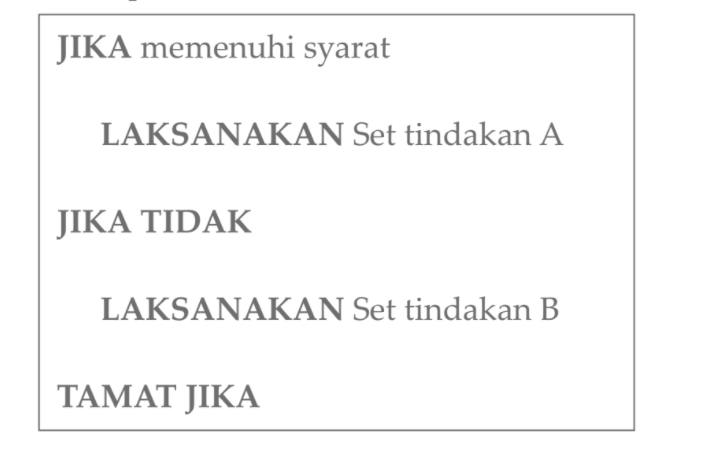 JIKA memenuhi syarat
LAKSANAKAN Set tindakan A
JIKA TIDAK
LAKSANAKAN Set tindakan B
TAMAT JIKA